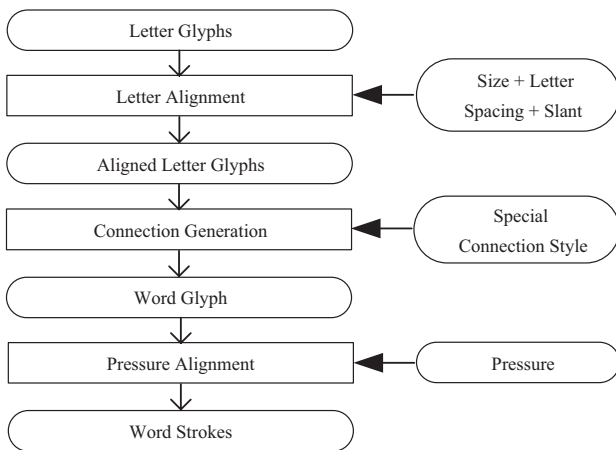 Letter Glyphs
Letter Alignment
Size + Letter
Spacing + Slant
Aligned Letter Glyphs
Connection Generation
Special
Connection Style
Word Glyph
Pressure Alignment
Pressure
Word Strokes